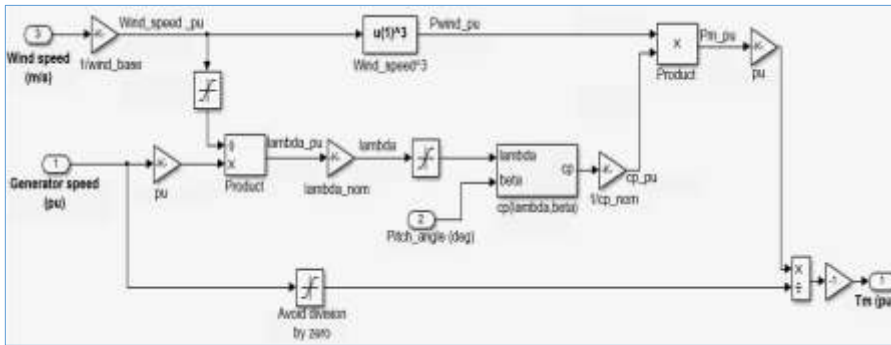 3
Wind speed
(m/s)
1/wind_base
Wind_speed _pu
u(1)^3
Wind_speed^3
Pwind_pu
x
Product
Pm_pu
pu
1
Generator speed
(pu)
pu
÷
x
Product
lambda_pu
lambda_nom
lambda
lambda
beta
cp
cp(lambda,beta)
2
Pitch_angle (deg)
1/cp_nom
cp_pu
Avoid division
by zero
x
÷
-1
1
Tm (pu